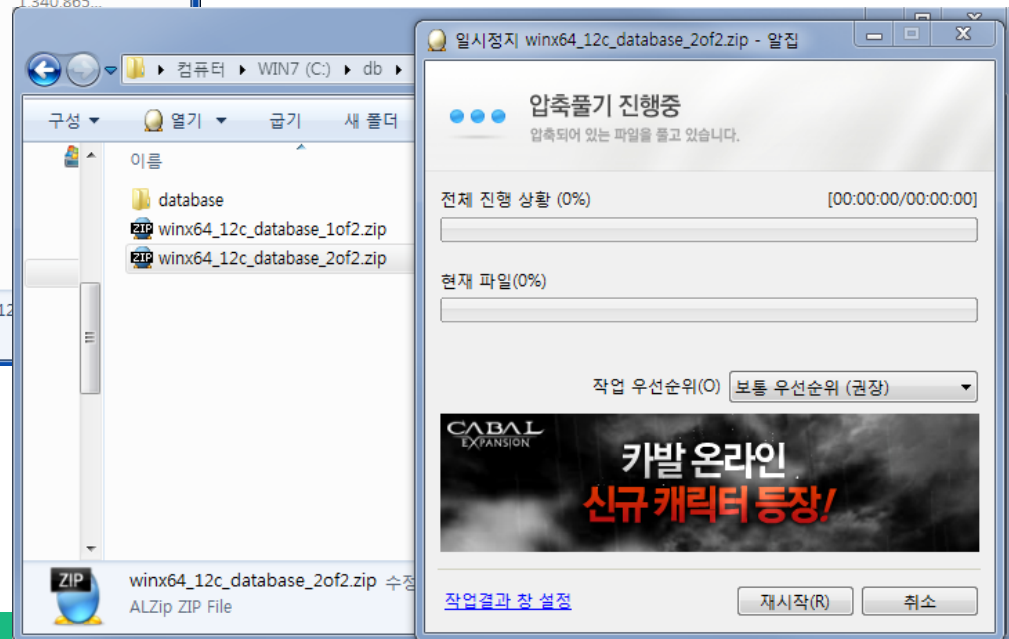 1,340,865...
컴퓨터 ▸ WIN7 (C:) ▸ db ▸
구성 ▼ 열기 ▼ 굽기 새 폴더
이름
database
ZIP winx64_12c_database_1of2.zip
ZIP winx64_12c_database_2of2.zip
12
ZIP
winx64_12c_database_2of2.zip 수정
ALZip ZIP File
일시정지 winx64_12c_database_2of2.zip - 알집
압축풀기 진행중
압축되어 있는 파일을 풀고 있습니다.
전체 진행 상황 (0%) [00:00:00/00:00:00]
현재 파일(0%)
작업 우선순위(O) 보통 우선순위 (권장)
CABAL
EXPANSION
카발 온라인
신규 캐릭터 등장!
작업결과 창 설정 재시작(R) 취소